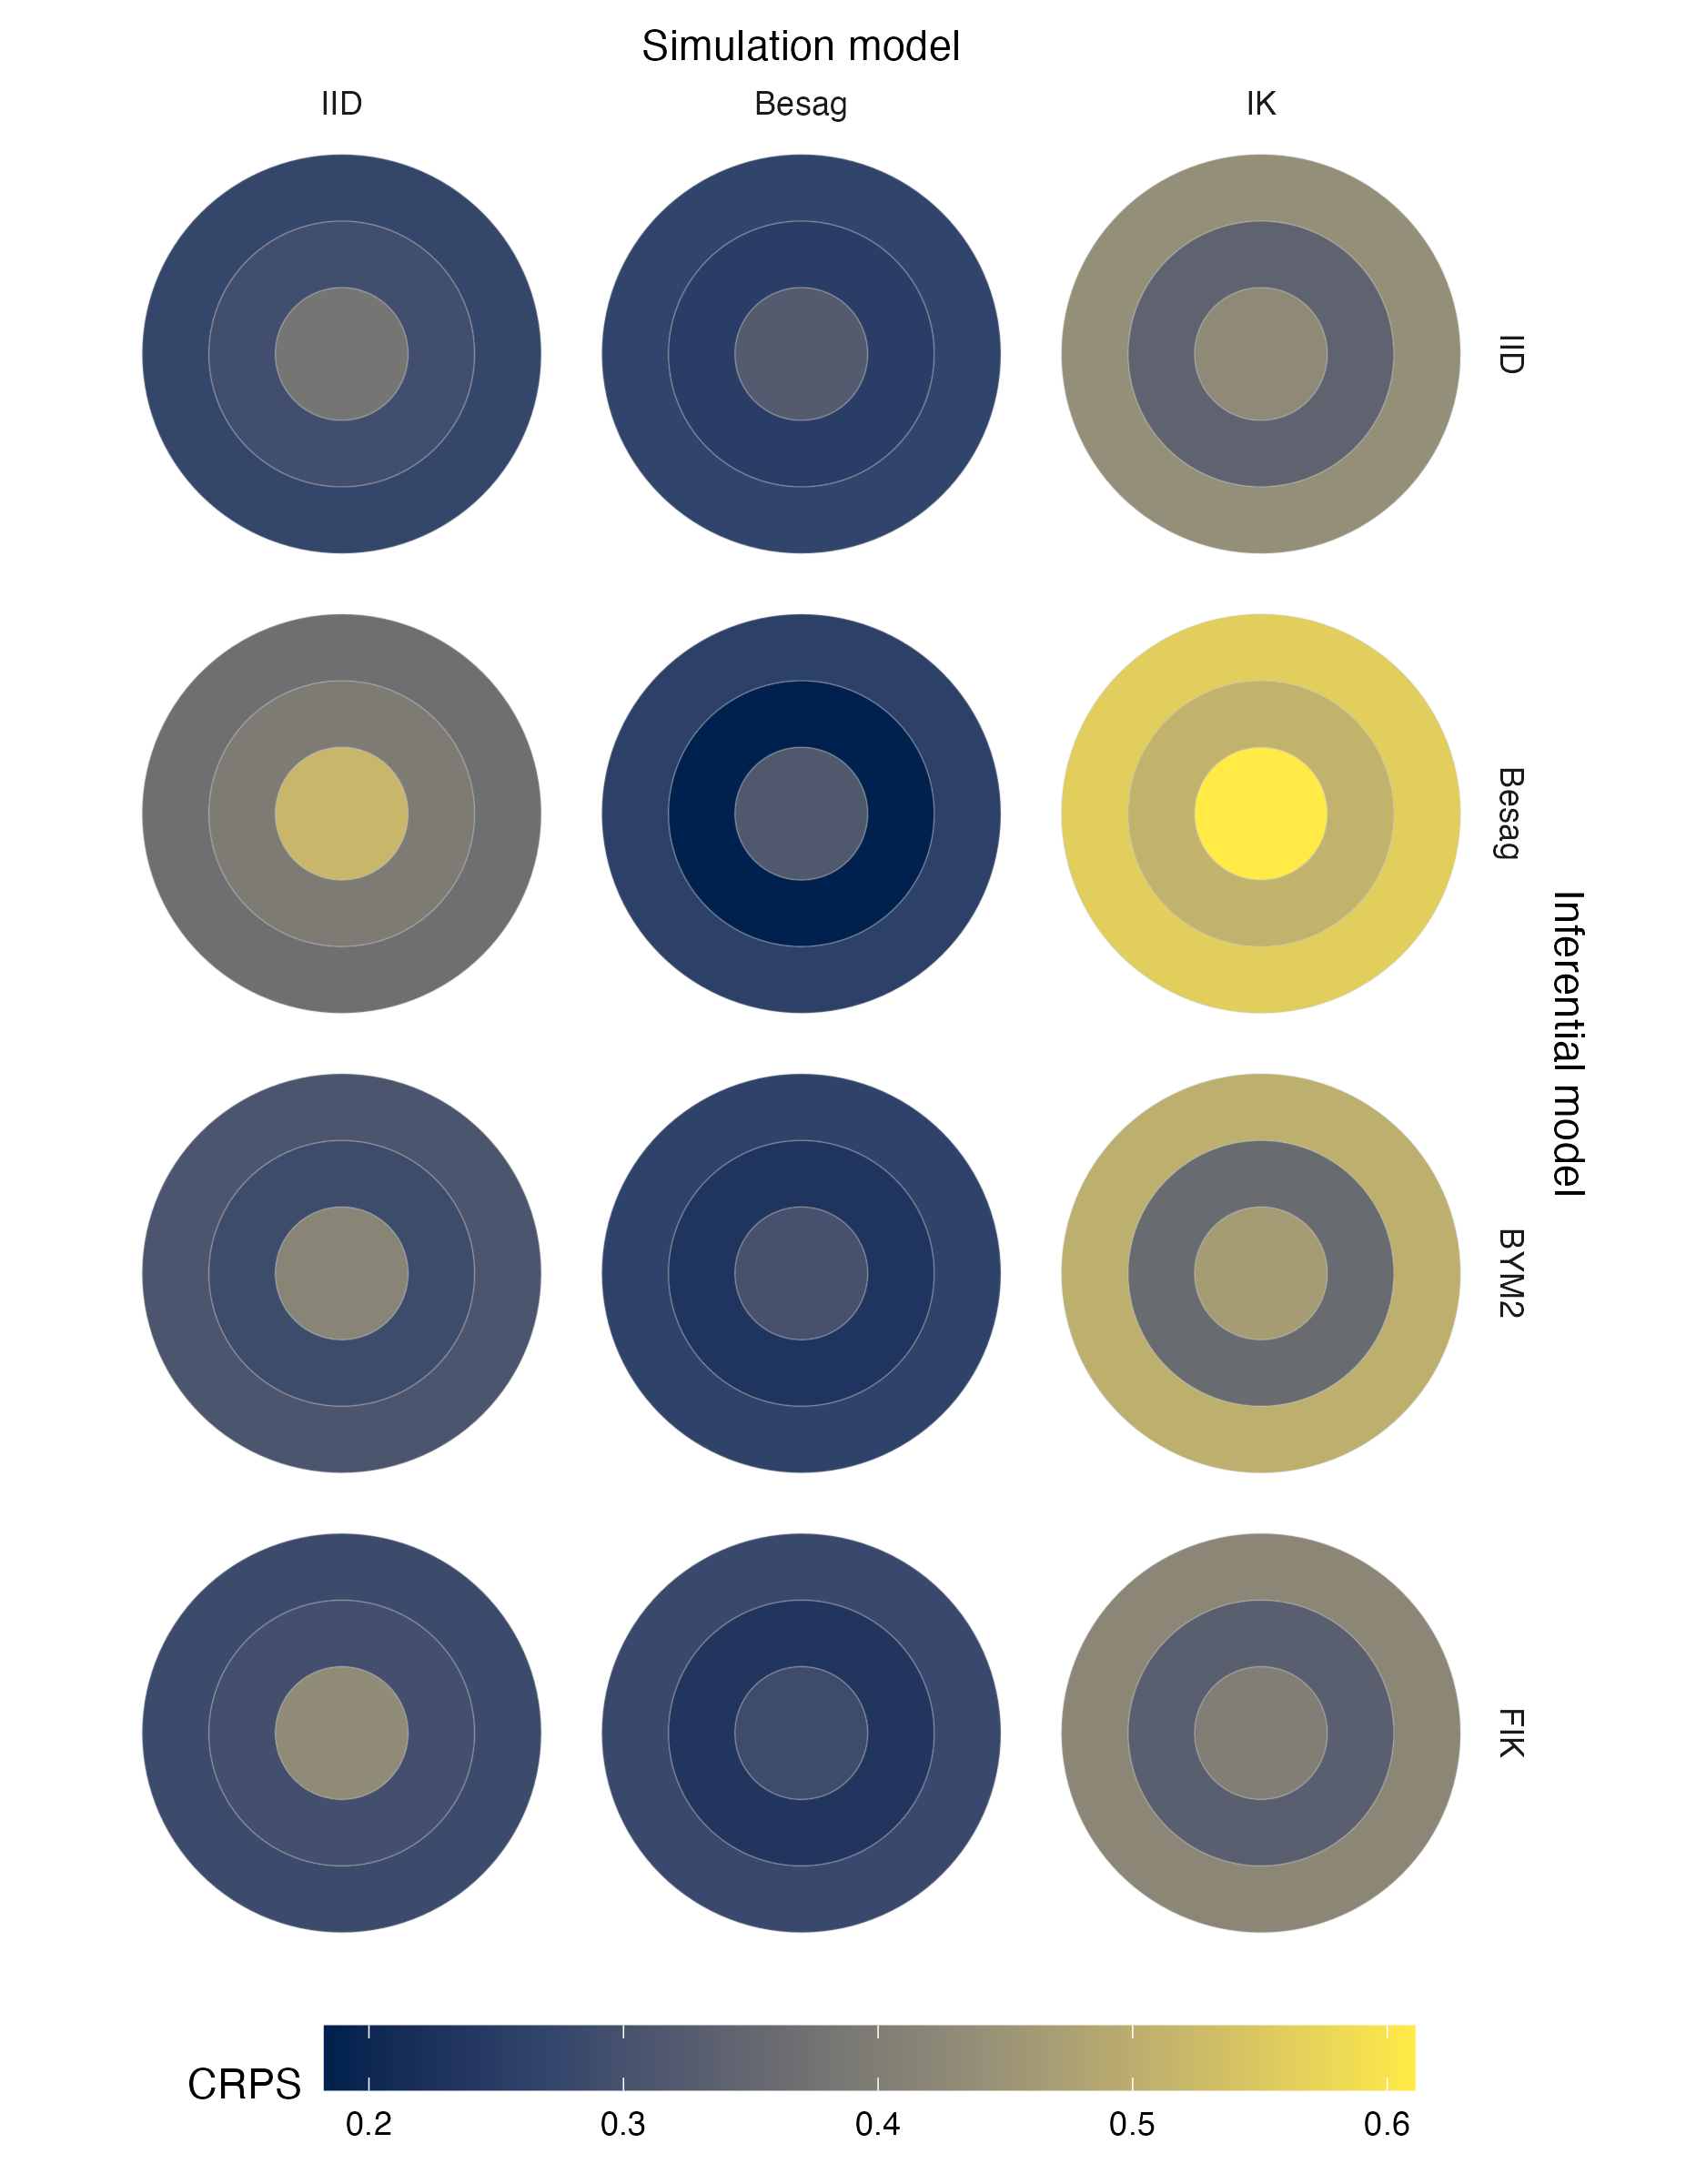 Simulation model
IID Besag IK
IID
Besag
Inferential model
BYM2
FIK
CRPS
0.2 0.3 0.4 0.5 0.6